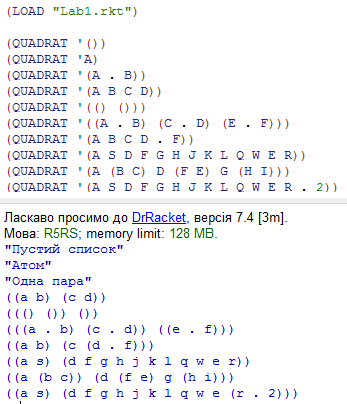 (LOAD "Lab1.rkt")
(QUADRAT '())
(QUADRAT 'A)
(QUADRAT '(A . B))
(QUADRAT '(A B C D))
(QUADRAT '(() ()))
(QUADRAT '((A . B) (C . D) (E . F)))
(QUADRAT '(A B C D . F))
(QUADRAT '(A S D F G H J K L Q W E R))
(QUADRAT '(A (B C) D (F E) G (H I)))
(QUADRAT '(A S D F G H J K L Q W E R . 2))
Ласкаво просимо до DrRacket, версія 7.4 [3m].
Мова: R5RS; memory limit: 128 MB.
"Пустий список"
"Атом"
"Одна пара"
((a b) (c d))
((() ()) ())
(((a . b) (c . d)) ((e . f)))
((a b) (c (d . f)))
((a s) (d f g h j k l q w e r))
((a (b c)) (d (f e) g (h i)))
((a s) (d f g h j k l q w e (r . 2)))